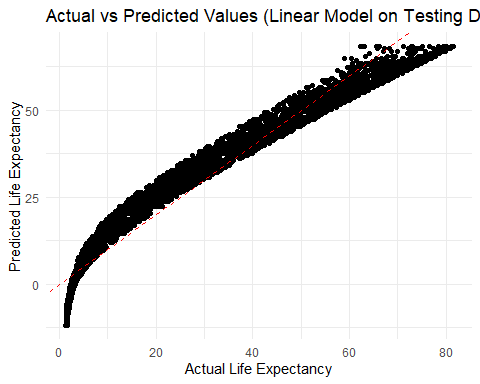 Actual vs Predicted Values (Linear Model on Testing D
Predicted Life Expectancy
50
25
0
0
20
40
60
80
Actual Life Expectancy